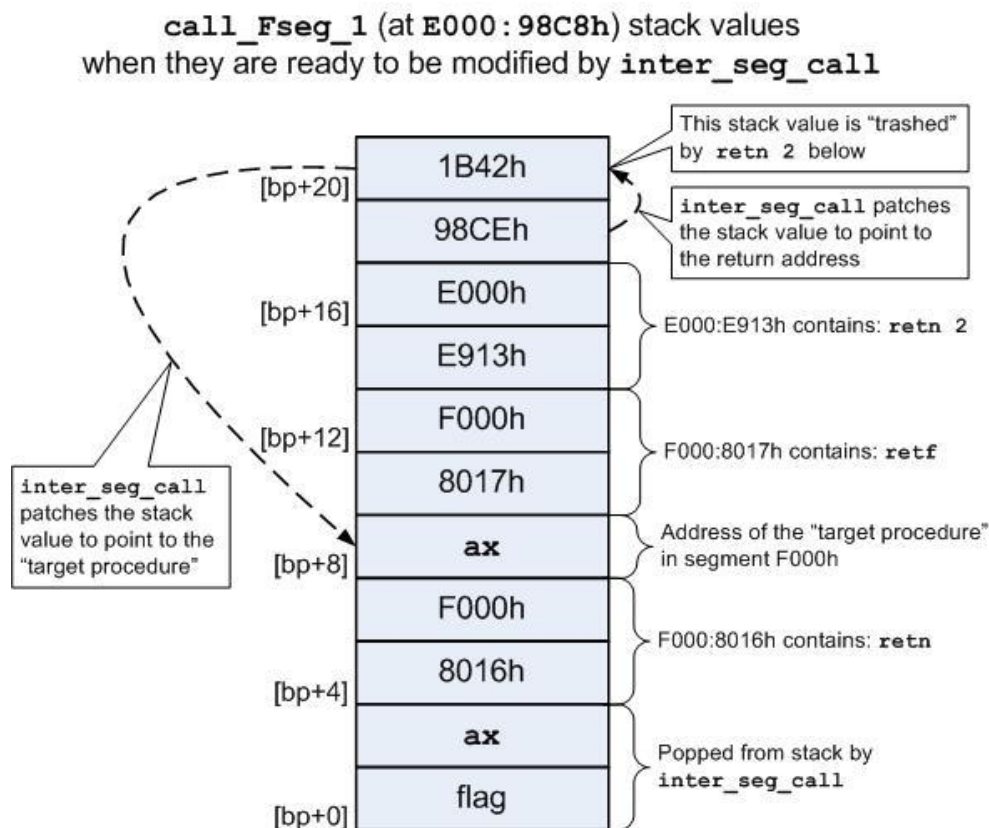 call_Fseg_1 (at E000:98C8h) stack values
when they are ready to be modified by inter_seg_call
This stack value is “trashed”
by retn 2 below
1B42h
[bp+20]
inter_seg_call patches
the stack value to point to
the return address
98CEh
E000h
[bp+16]
E000:E913h contains: retn 2
E913h
F000h
[bp+12]
F000:8017h contains: retf
8017h
inter_seg_call
patches the stack
value to point to the
“target procedure”
ax
Address of the "target procedure”
in segment F000h
[bp+8]
F000h
F000:8016h contains: retn
8016h
[bp+4]
ax
Popped from stack by
inter_seg_call
flag
[bp+0]